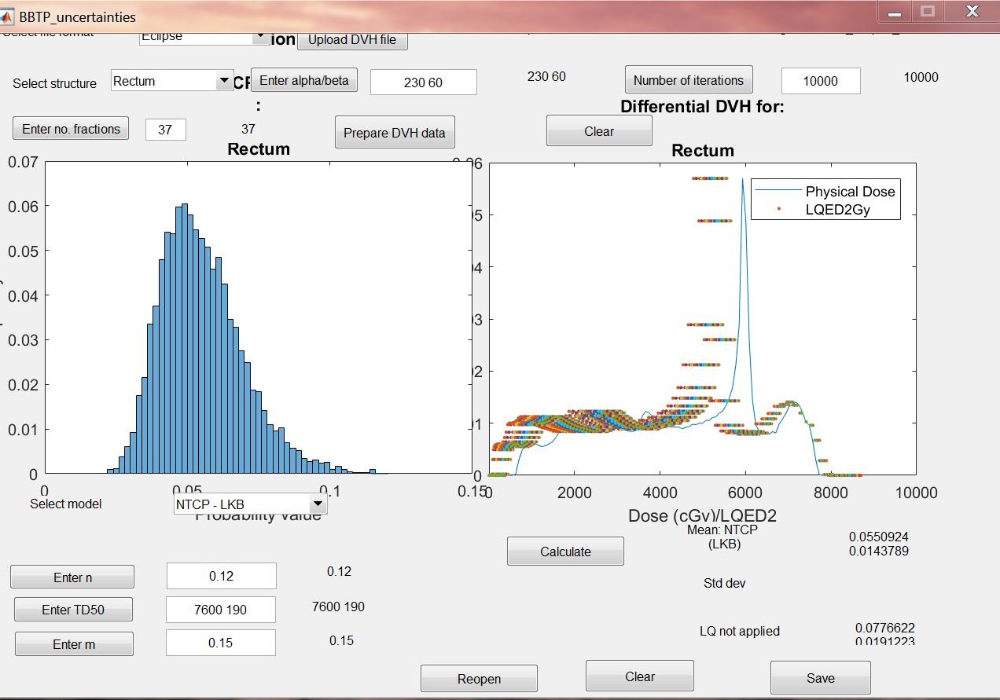 BBTP_uncertainties
Select file format
Eclipse
ion
Upload DVH file
Select structure
Rectum
CP
Enter alpha/beta
230 60
230 60
Number of iterations
10000
10000
:
Differential DVH for:
Enter no. fractions
37
37
Prepare DVH data
Clear
Rectum
Rectum
0.07
0.06
0.05
0.04
0.03
0.02
0.01
0
0
0.05
0.1
0.15
Probability value
0.06
05
04
03
02
01
0
Physical Dose
LQED2Gy
0
2000
4000
6000
8000
10000
Dose (cGy)/LQED2
Select model
NTCP - LKB
Mean: NTCP
(LKB)
0.0550924
0.0143789
Calculate
Std dev
Enter n
0.12
0.12
Enter TD50
7600 190
7600 190
Enter m
0.15
0.15
LQ not applied
0.0776622
0.0191223
Reopen
Clear
Save